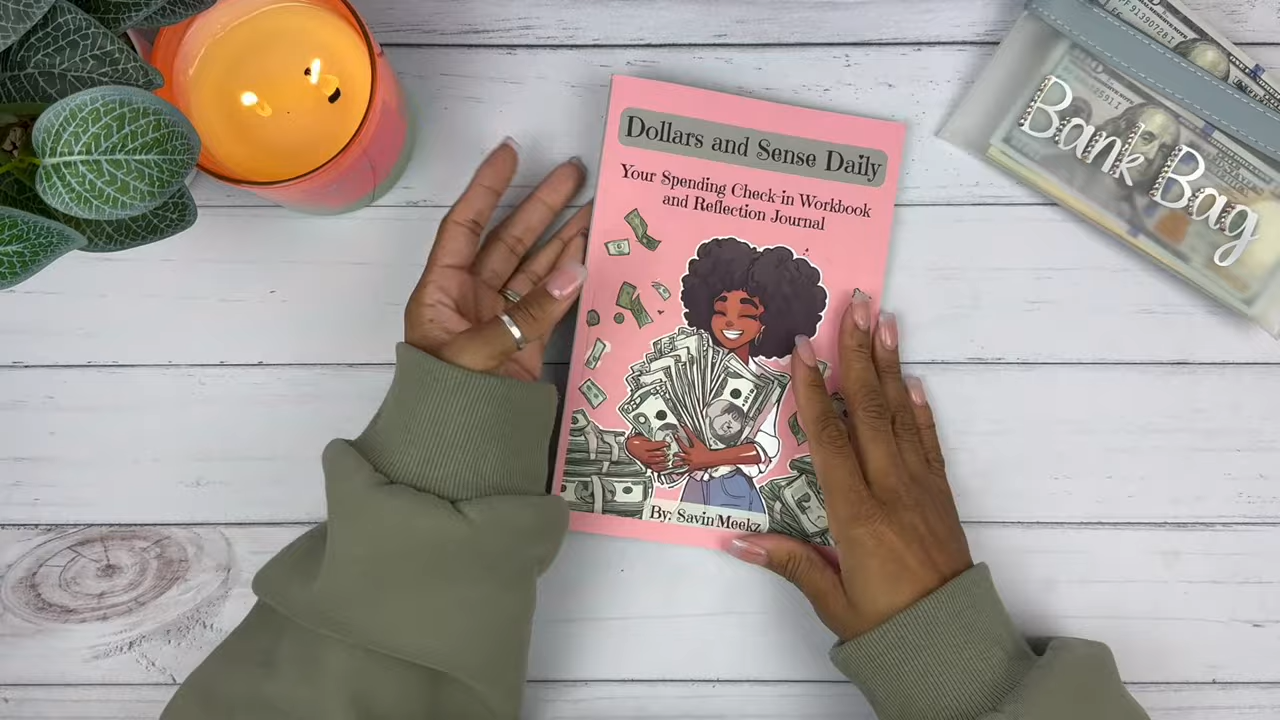 Dollars and Sense Daily
Your Spending Check-in Workbook
and Reflection Journal
By: Savin'Meekz
Bank Bag